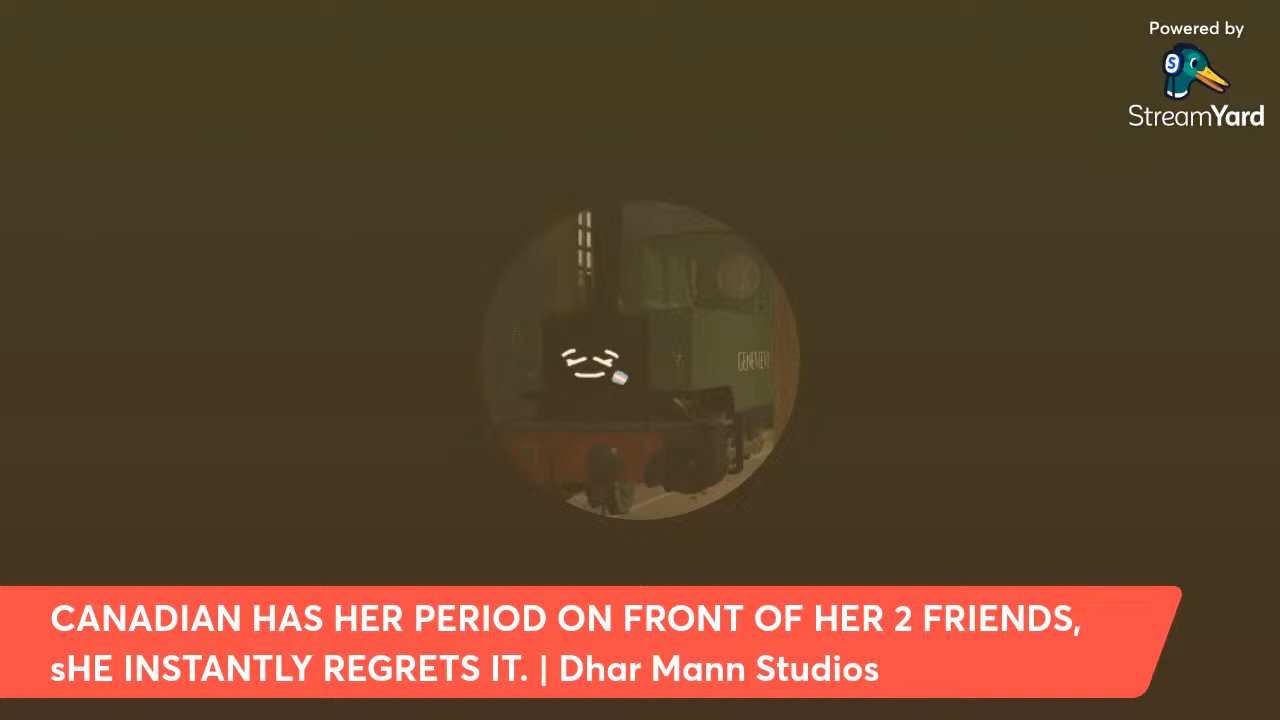 Powered by
S
StreamYard
GENEVIEVE
CANADIAN HAS HER PERIOD ON FRONT OF HER 2 FRIENDS,
sHE INSTANTLY REGRETS IT. | Dhar Mann Studios